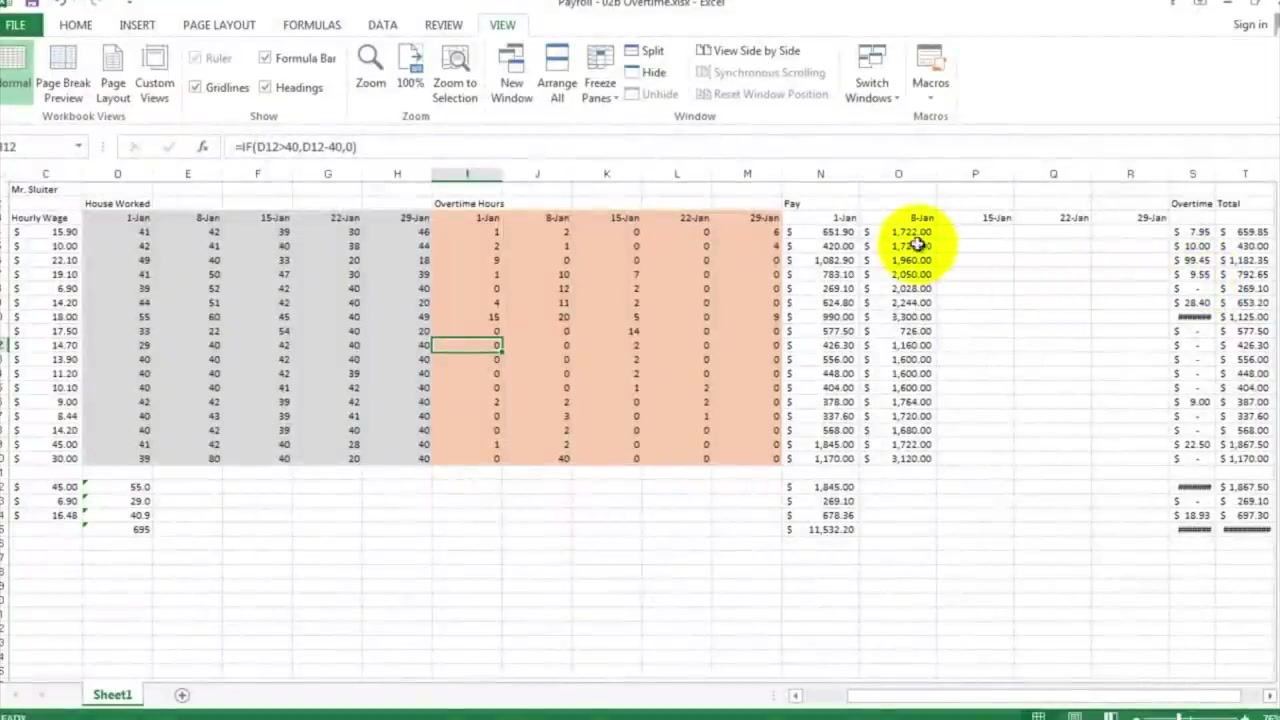 Payroll - 02b Overtime.xlsx - Excel
FILE HOME INSERT PAGE LAYOUT FORMULAS DATA REVIEW VIEW Sign in
Ruler Formula Bar
Gridlines Headings
Page Break Preview
Page Layout
Custom Views
Zoom
100%
Zoom to Selection
New Window
Arrange All
Freeze Panes
Split
Hide
Unhide
View Side by Side
Synchronous Scrolling
Reset Window Position
Switch Windows
Macros
Workbook Views Show Zoom Window Macros
fx =IF(D12>40,D12-40,0)
C D E F G H I J K L M N O P Q R S T
Mr. Sluiter
House Worked Overtime Hours Pay Overtime Total
Hourly Wage 1-Jan 8-Jan 15-Jan 22-Jan 29-Jan 1-Jan 8-Jan 15-Jan 22-Jan 29-Jan 1-Jan 8-Jan 15-Jan 22-Jan 29-Jan
$ 15.90 41 42 39 30 46 1 2 0 0 6 $ 651.90 $ 1,722.00 $ 7.95 $ 659.85
$ 10.00 42 41 40 38 44 2 1 0 0 4 $ 420.00 $ $ 10.00 $ 430.00
$ 22.10 49 40 33 20 18 9 0 0 0 0 $ 1,082.90 $ 1,960.00 $ 99.45 $ 1,182.35
$ 19.10 41 50 47 30 39 1 10 7 0 0 $ 783.10 $ 2,050.00 $ 9.55 $ 792.65
$ 6.90 39 52 42 40 40 0 12 2 0 0 $ 269.10 $ 2,028.00 $ - $ 269.10
$ 14.20 44 51 42 40 20 4 11 2 0 0 $ 624.80 $ 2,244.00 $ 28.40 $ 653.20
$ 18.00 55 60 45 40 49 15 20 5 0 9 $ 990.00 $ 3,300.00 ####### $ 1,125.00
$ 17.50 33 22 54 40 20 0 0 14 0 0 $ 577.50 $ 726.00 $ - $ 577.50
$ 14.70 29 40 42 40 40 0 0 2 0 0 $ 426.30 $ 1,160.00 $ - $ 426.30
$ 13.90 40 40 42 40 40 0 0 2 0 0 $ 556.00 $ 1,600.00 $ - $ 556.00
$ 11.20 40 40 42 39 40 0 0 2 0 0 $ 448.00 $ 1,600.00 $ - $ 448.00
$ 10.10 40 40 41 42 40 0 0 1 2 0 $ 404.00 $ 1,600.00 $ - $ 404.00
$ 9.00 42 42 39 42 40 2 2 0 2 0 $ 378.00 $ 1,764.00 $ 9.00 $ 387.00
$ 8.44 40 43 39 41 40 0 3 0 1 0 $ 337.60 $ 1,720.00 $ - $ 337.60
$ 14.20 40 42 39 40 40 0 2 0 0 0 $ 568.00 $ 1,680.00 $ - $ 568.00
$ 45.00 41 42 40 28 40 1 2 0 0 0 $ 1,845.00 $ 1,722.00 $ 22.50 $ 1,867.50
$ 30.00 39 80 40 20 40 0 40 0 0 0 $ 1,170.00 $ 3,120.00 $ - $ 1,170.00
$ 45.00 55.0 $ 1,845.00 ####### $ 1,867.50
$ 6.90 29.0 $ 269.10 $ - $ 269.10
$ 16.48 40.9 $ 678.36 $ 18.93 $ 697.30
695 $ 11,532.20
Sheet1